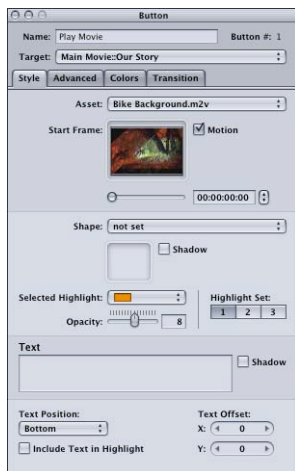 Button
Name: Play Movie Button #: 1
Target: Main Movie::Our Story
Style Advanced Colors Transition
Asset: Bike Background.m2v
Start Frame: Motion
00:00:00:00
Shape: not set
Shadow
Selected Highlight: Highlight Set:
1 2 3
Opacity: 8
Text
Shadow
Text Position: Text Offset:
Bottom X: 0
Include Text in Highlight Y: 0